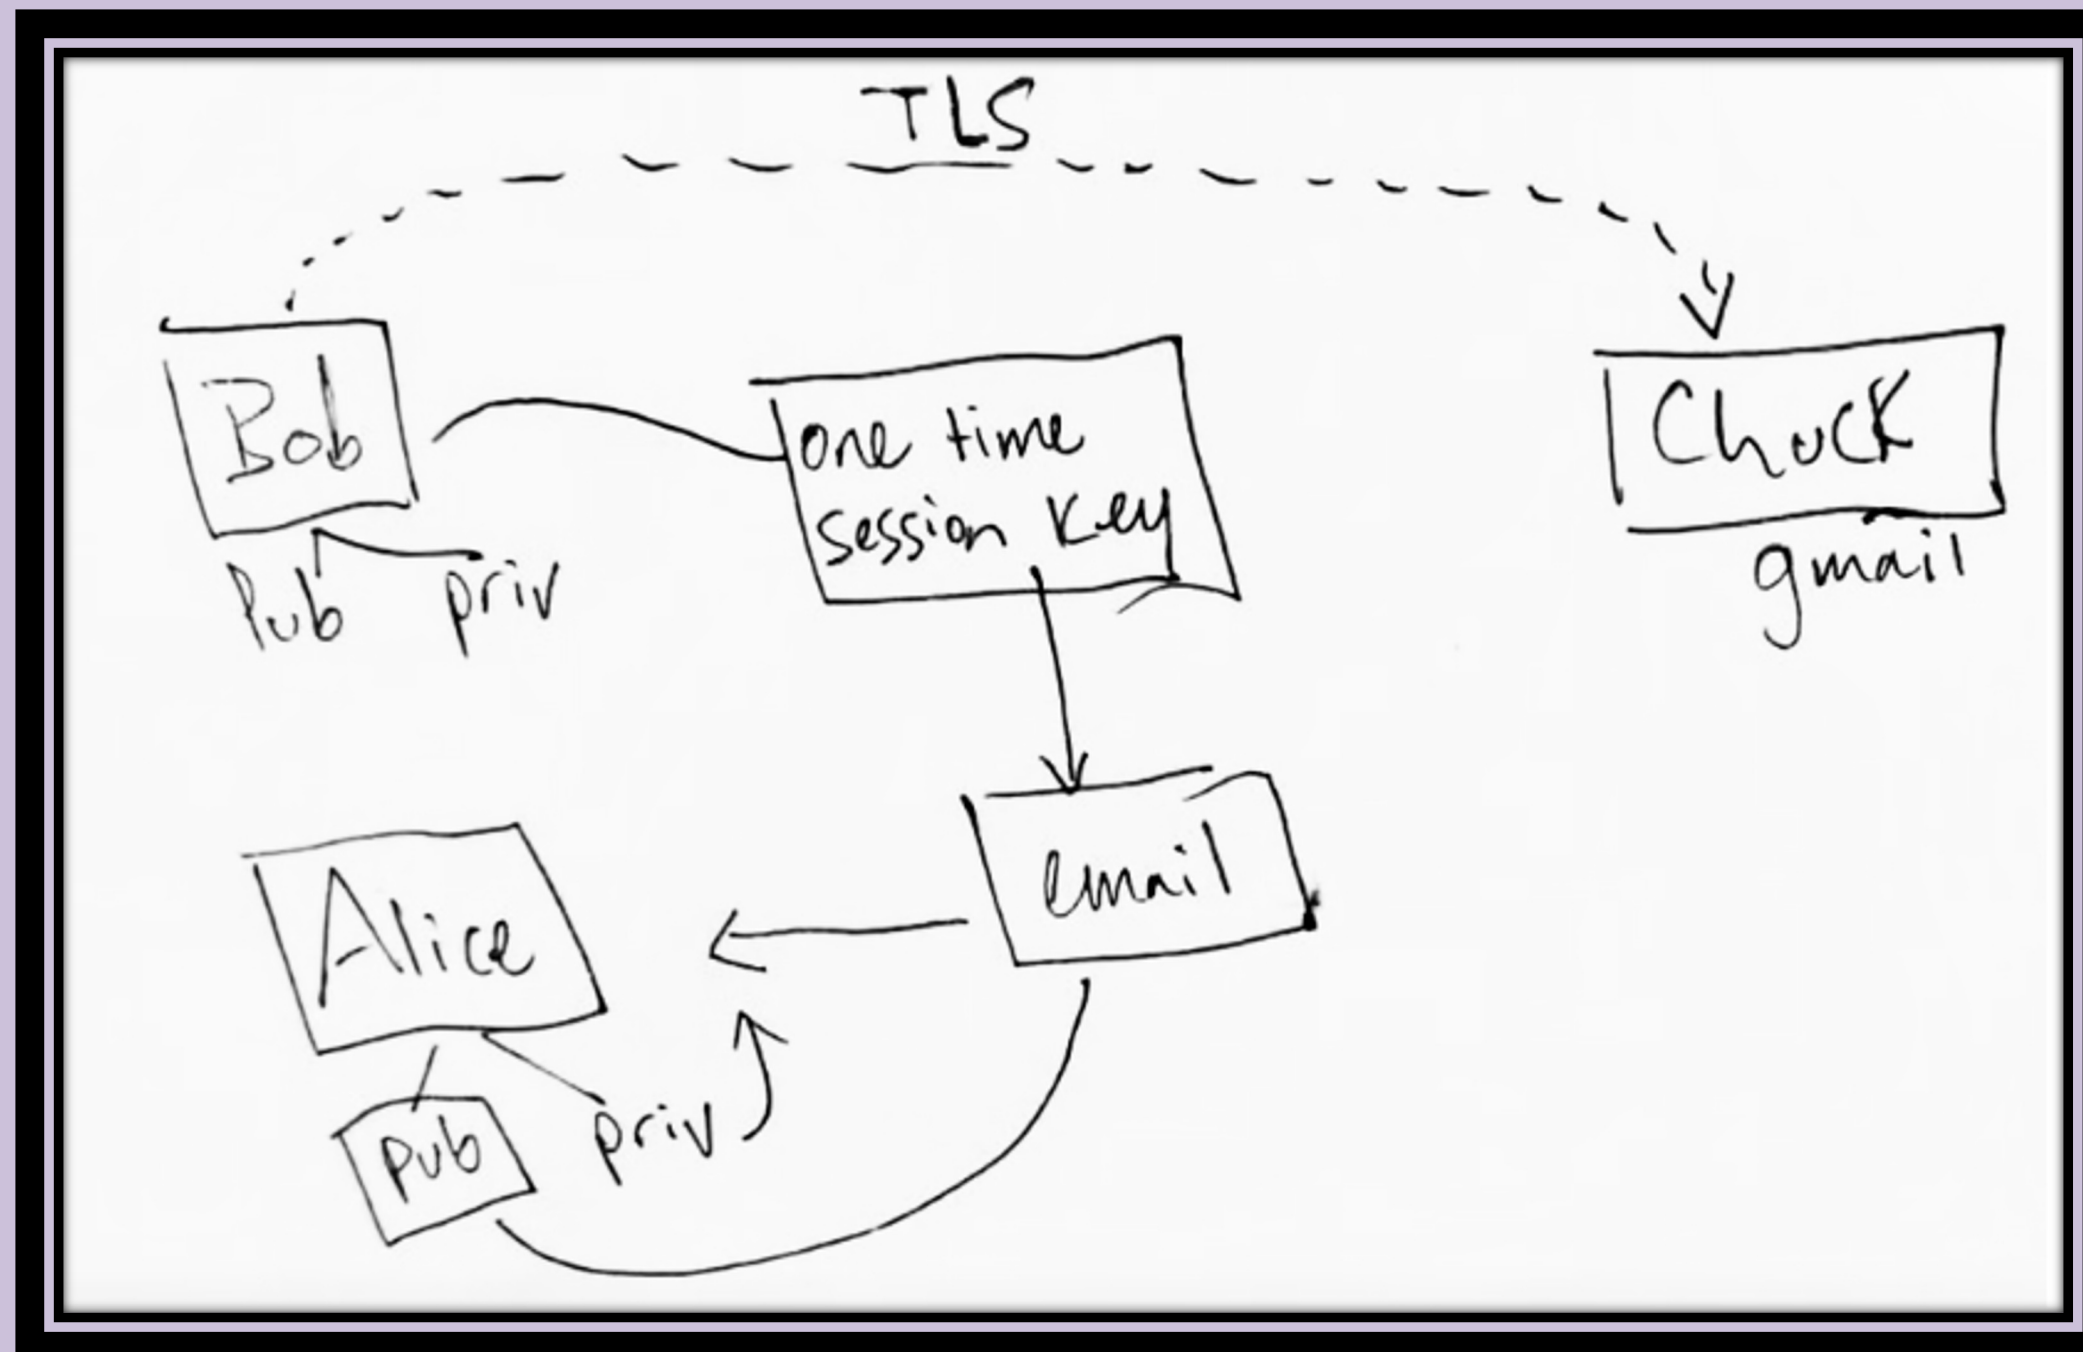 TLS
Bob
one time
session key
Chuck
gmail
Pub priv
email
Alice
pub
priv